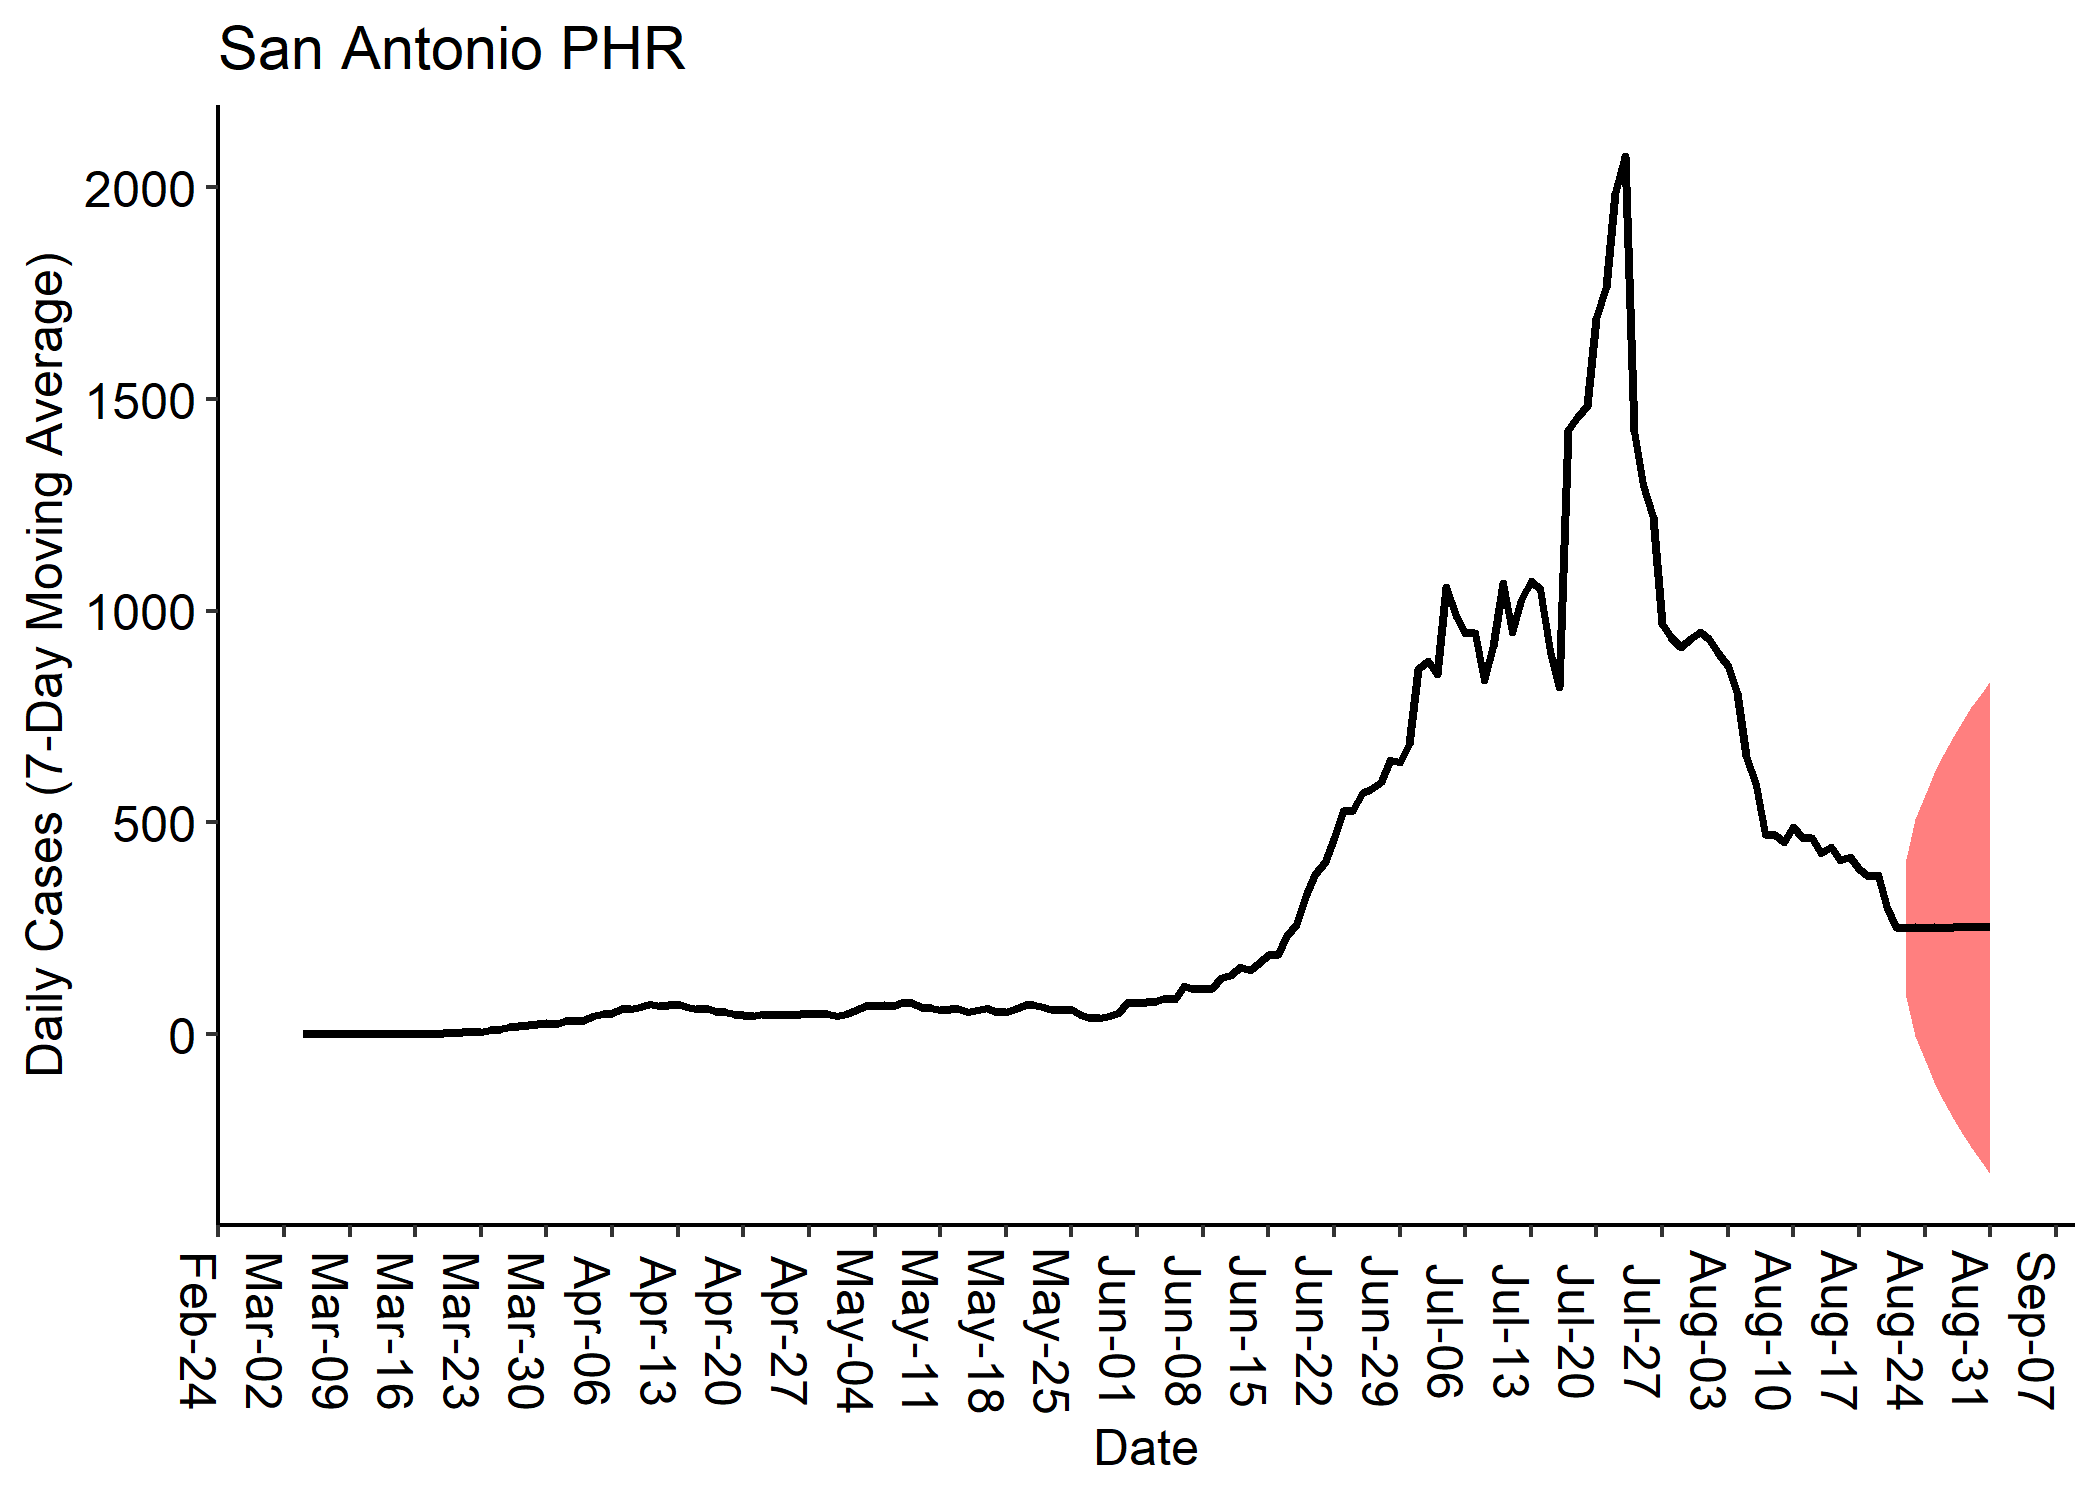 San Antonio PHR
Daily Cases (7-Day Moving Average)
2000
1500
1000
500
0
Feb-24
Mar-02
Mar-09
Mar-16
Mar-23
Mar-30
Apr-06
Apr-13
Apr-20
Apr-27
May-04
May-11
May-18
May-25
Jun-01
Jun-08
Jun-15
Jun-22
Jun-29
Jul-06
Jul-13
Jul-20
Jul-27
Aug-03
Aug-10
Aug-17
Aug-24
Aug-31
Sep-07
Date